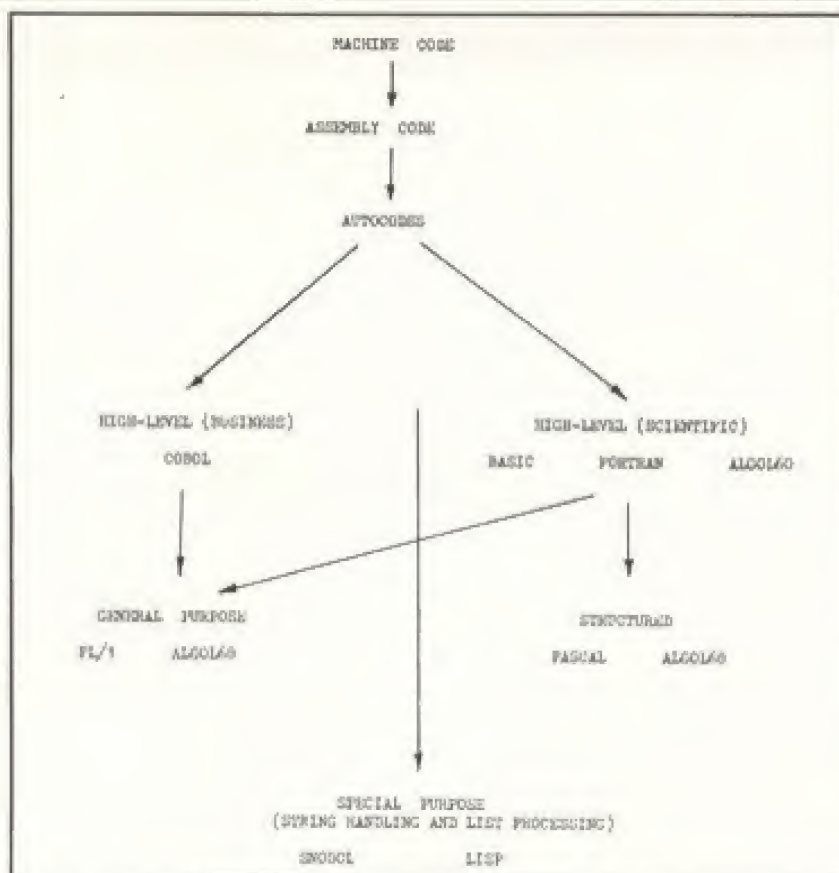 MACHINE CODE
ASSEMBLY CODE
AUTOCODES
HIGH-LEVEL (BUSINESS)
COBOL
HIGH-LEVEL (SCIENTIFIC)
BASIC FORTRAN ALGOL60
GENERAL PURPOSE
PL/1 ALGOL68
STRUCTURED
PASCAL ALGOL68
SPECIAL PURPOSE
(STRING HANDLING AND LIST PROCESSING)
SNOBOL LISP